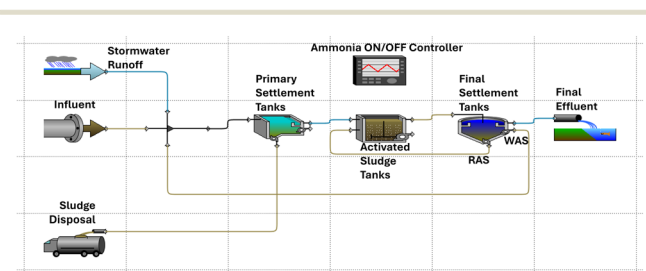 Stormwater
Runoff
Ammonia ON/OFF Controller
Influent
Primary
Settlement
Tanks
Final
Settlement
Tanks
Final
Effluent
Activated
Sludge
Tanks
WAS
RAS
Sludge
Disposal